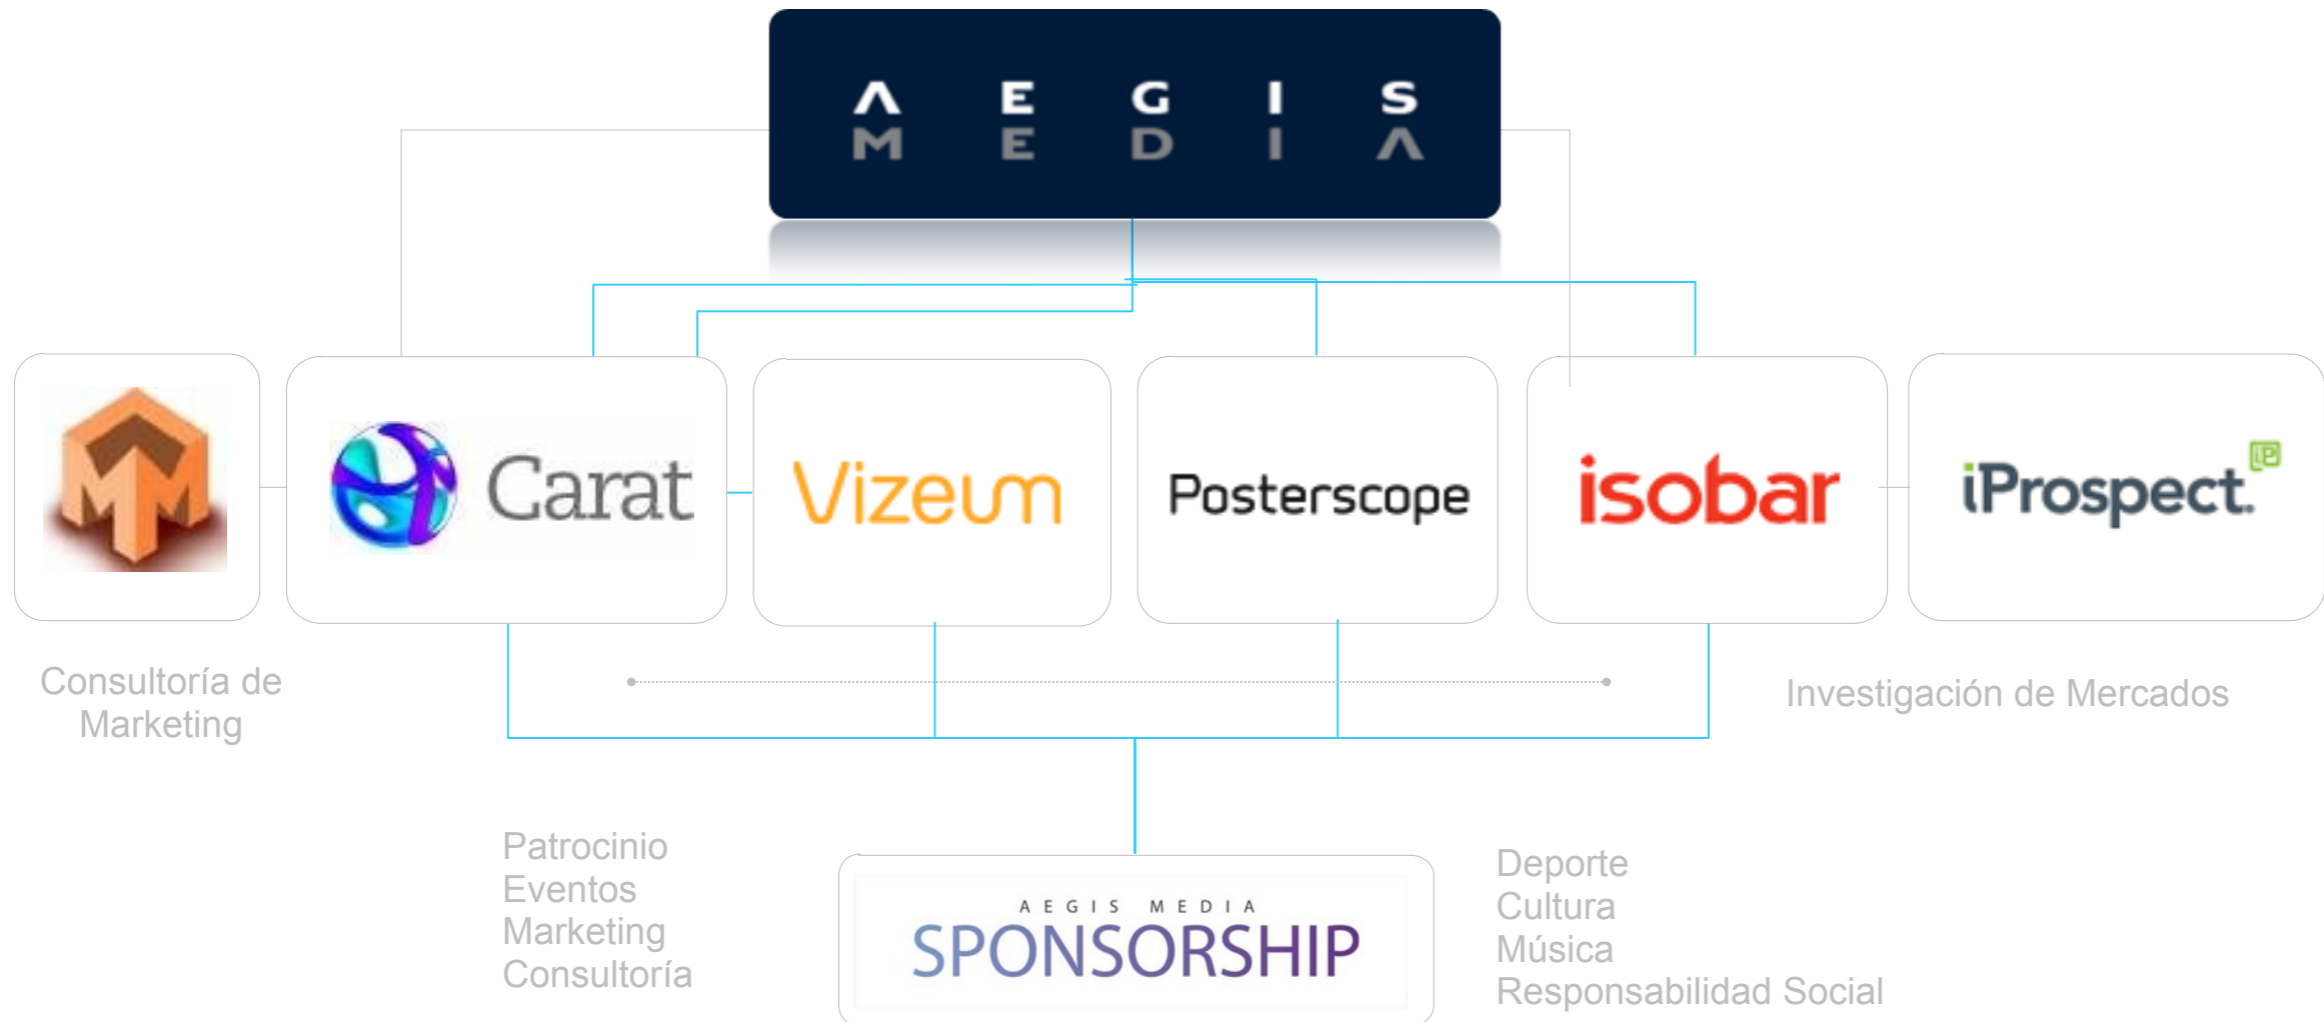 AEGIS
MEDIA
Carat
Vizeum
Posterscope
isobar
iProspect.
iP
Consultoría de
Marketing
Investigación de Mercados
Patrocinio
Eventos
Marketing
Consultoría
AEGIS MEDIA
SPONSORSHIP
Deporte
Cultura
Música
Responsabilidad Social